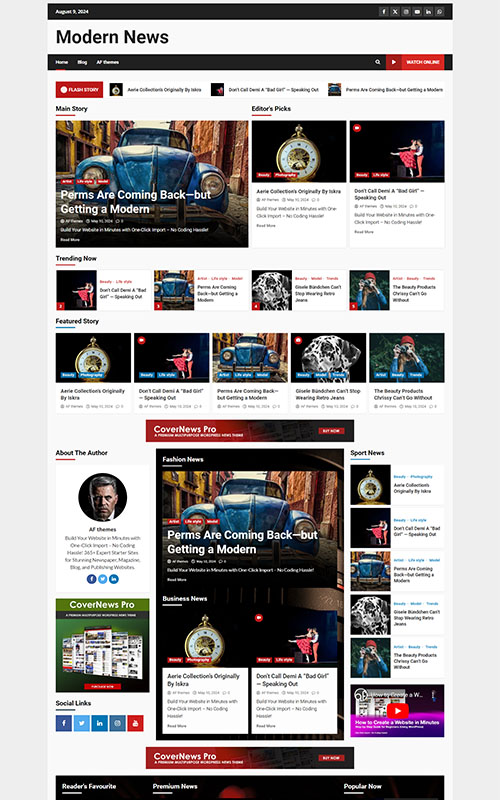 August 9, 2024
Modern News
Home Blog AF themes
WATCH ONLINE
FLASH STORY
Aerie Collection's Originally By Iskra
Don't Call Demi A "Bad Girl" — Speaking Out
Perms Are Coming Back—but Getting a Modern
Main Story
Artist Life style Model
Perms Are Coming Back—but
Getting a Modern
AF themes May 10, 2024 0
Build Your Website in Minutes with One-Click Import – No Coding Hassle!
Read More
Editor's Picks
Beauty Photography
Aerie Collection's Originally By Iskra
AF themes May 10, 2024 0
Build Your Website in Minutes with One-
Click Import – No Coding Hassle!
Read More
Beauty Life style
Don't Call Demi A "Bad Girl" —
Speaking Out
AF themes May 10, 2024 0
Build Your Website in Minutes with One-
Click Import – No Coding Hassle!
Read More
Trending Now
2
Beauty Life style
Don't Call Demi A "Bad
Girl" — Speaking Out
3
Artist Life style Model
Perms Are Coming
Back—but Getting a
Modern
4
Beauty Model Trends
Gisele Bündchen Can't
Stop Wearing Retro
Jeans
5
Artist Beauty Trends
The Beauty Products
Chrissy Can't Go
Without
Featured Story
Beauty Photography
Aerie Collection's Originally
By Iskra
AF themes May 10, 2024 0
Beauty Life style
Don't Call Demi A "Bad
Girl" — Speaking Out
AF themes May 10, 2024 0
Artist Life style Model
Perms Are Coming Back—
but Getting a Modern
AF themes May 10, 2024 0
Beauty Model Trends
Gisele Bündchen Can't Stop
Wearing Retro Jeans
AF themes May 10, 2024 0
Artist Beauty Trends
The Beauty Products
Chrissy Can't Go Without
AF themes May 10, 2024 0
CoverNews Pro
A PREMIUM MULTIPURPOSE WORDPRESS NEWS THEME
BUY NOW
About The Author
AF themes
Build Your Website in Minutes with
One-Click Import – No Coding
Hassle! 265+ Expert Starter Sites
for Stunning Newspaper, Magazine,
Blog, and Publishing Websites.
CoverNews Pro
A PREMIUM MULTIPURPOSE WORDPRESS NEWS THEME
PURCHASE NOW
Social Links
Fashion News
Artist Life style Model
Perms Are Coming Back—but
Getting a Modern
AF themes May 10, 2024 0
Build Your Website in Minutes with One-Click Import – No Coding Hassle!
Read More
Business News
Beauty Photography
Aerie Collection's Originally
By Iskra
AF themes May 10, 2024 0
Build Your Website in Minutes with
One-Click Import – No Coding
Hassle!
Read More
Beauty Life style
Don't Call Demi A "Bad Girl"
— Speaking Out
AF themes May 10, 2024 0
Build Your Website in Minutes with
One-Click Import – No Coding
Hassle!
Read More
Sport News
Beauty Photography
Aerie Collection's
Originally By Iskra
Beauty Life style
Don't Call Demi A "Bad
Girl" — Speaking Out
Artist Life style Model
Perms Are Coming
Back—but Getting a
Modern
Beauty Model Trends
Gisele Bündchen Can't
Stop Wearing Retro
Jeans
Artist Beauty Trends
The Beauty Products
Chrissy Can't Go
Without
How to Create a W...
How to Create a Website in Minutes
CoverNews Pro
A PREMIUM MULTIPURPOSE WORDPRESS NEWS THEME
BUY NOW
Reader's Favourite
Premium News
Popular Now